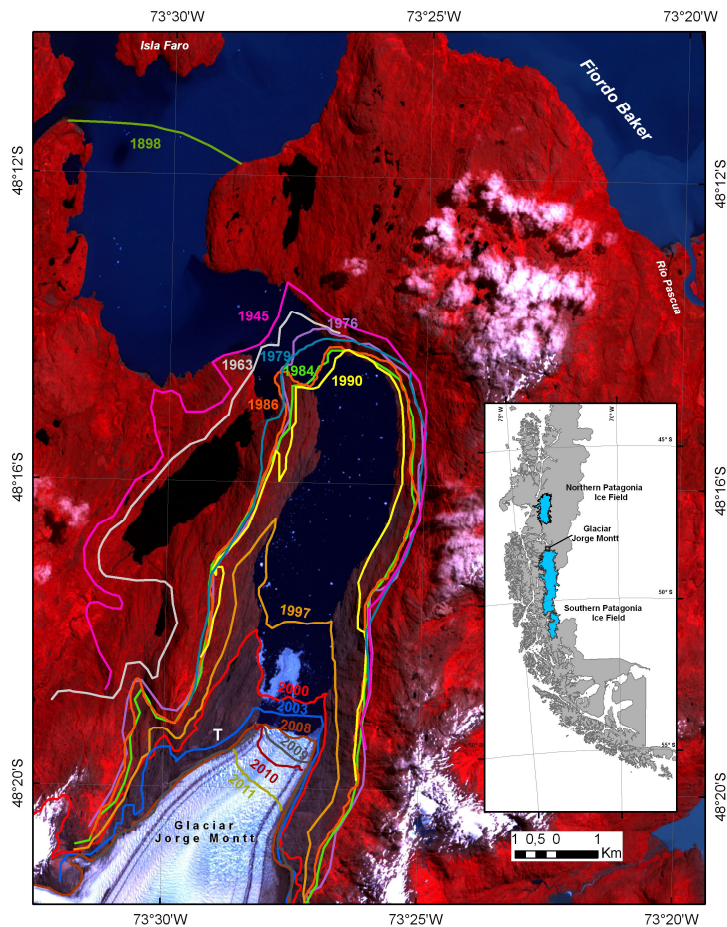 73°30'W
73°25'W
73°20'W
Isla Faro
Fiordo Baker
1898
48°12'S
48°12'S
Río Pascua
1945
1976
1979
1963
1984
1990
1986
48°16'S
48°16'S
75° W
70° W
45° S
Northern Patagonia
Ice Field
Glaciar
Jorge Montt
50° S
Southern Patagonia
Ice Field
55° S
1997
2000
2003
2008
T
2009
2010
2011
48°20'S
48°20'S
Glaciar
Jorge Montt
1 0,5 0 1
Km
73°30'W
73°25'W
73°20'W